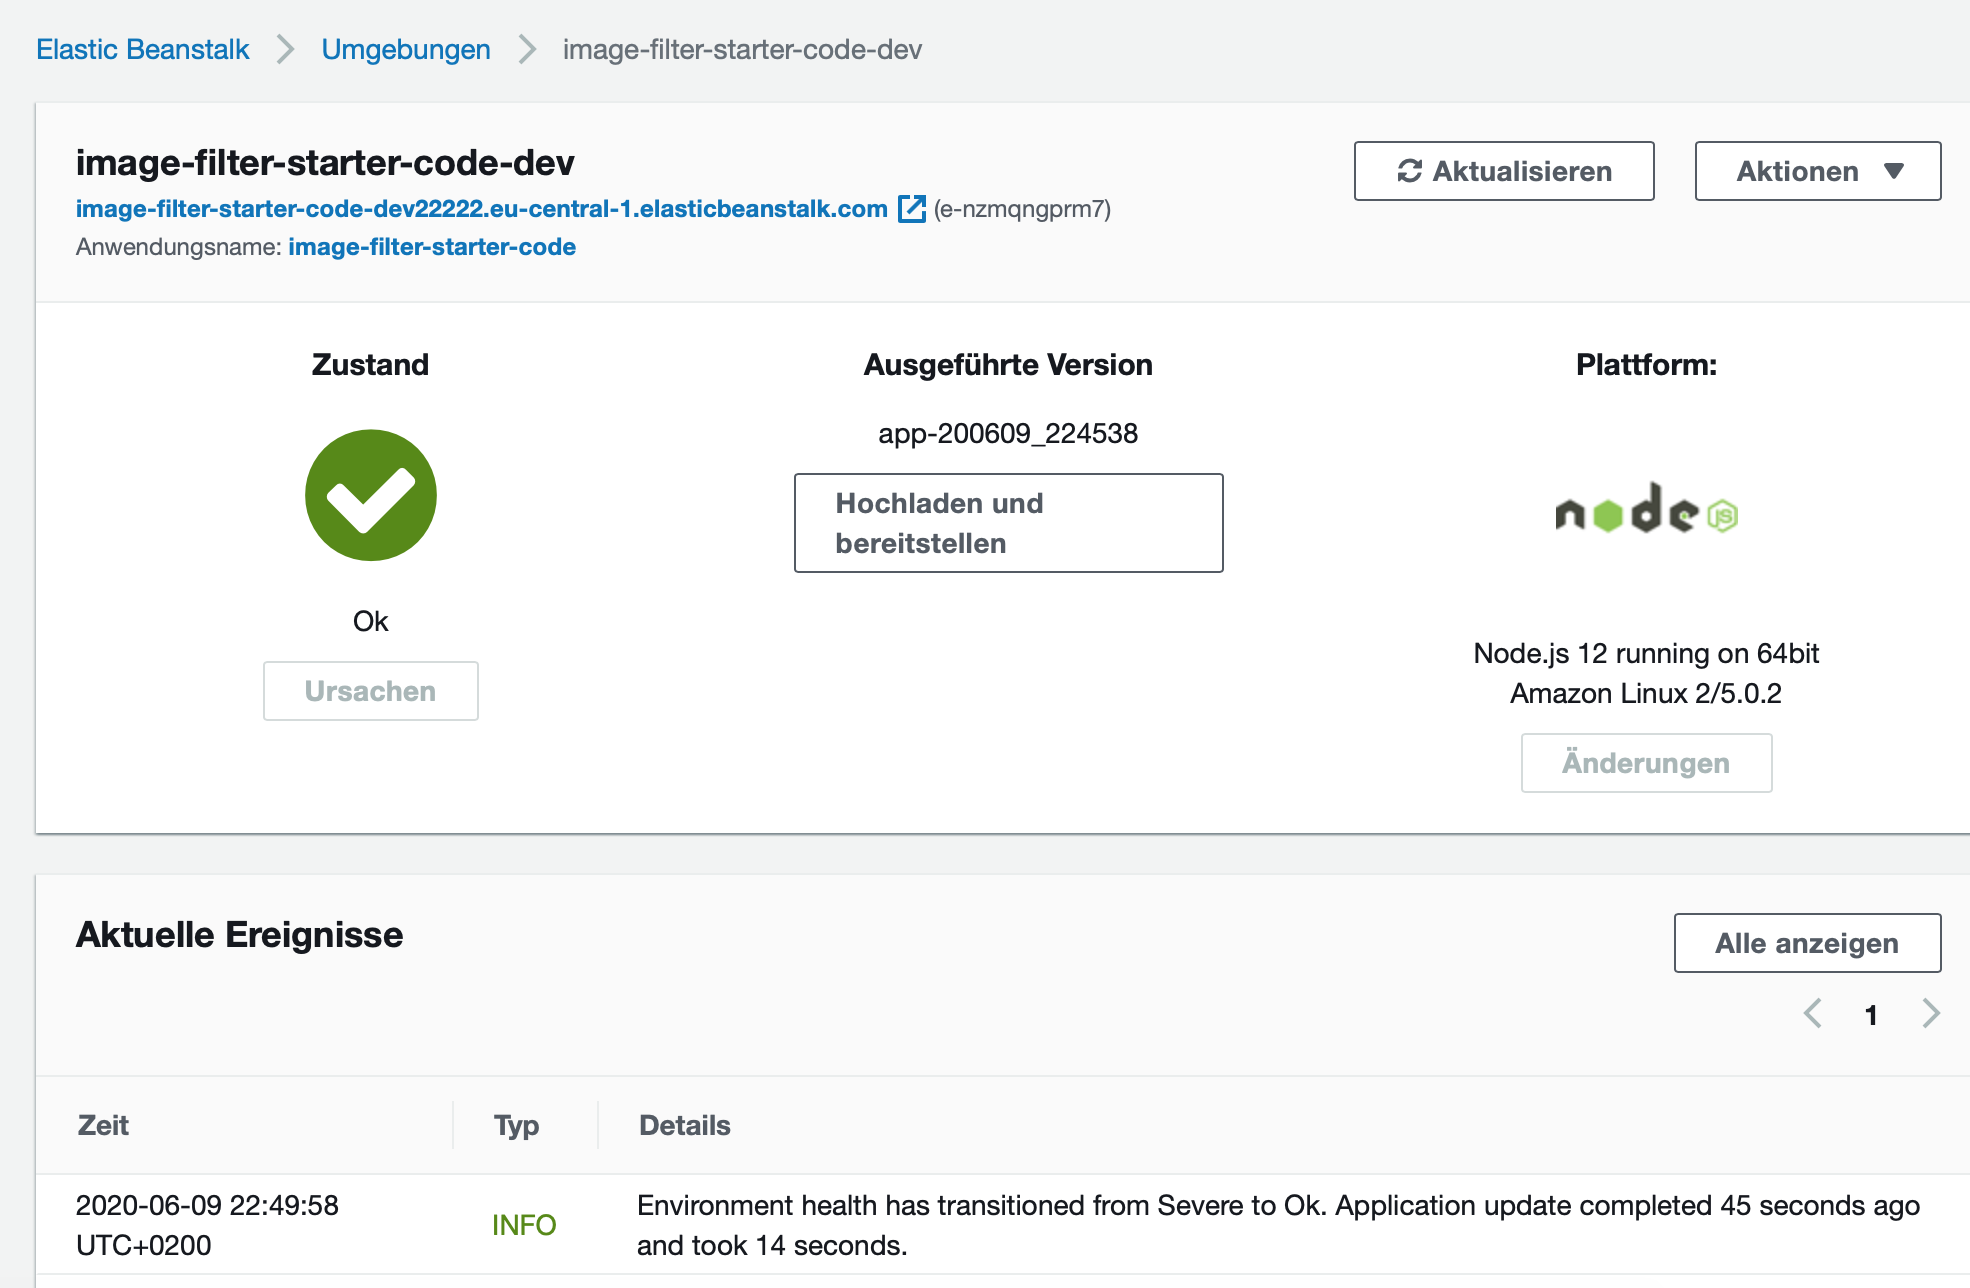 Elastic Beanstalk > Umgebungen > image-filter-starter-code-dev
image-filter-starter-code-dev
Aktualisieren
Aktionen
image-filter-starter-code-dev22222.eu-central-1.elasticbeanstalk.com (e-nzmqngprm7)
Anwendungsname: image-filter-starter-code
Zustand
Ok
Ursachen
Ausgeführte Version
app-200609_224538
Hochladen und
bereitstellen
Plattform:
node JS
Node.js 12 running on 64bit
Amazon Linux 2/5.0.2
Änderungen
Aktuelle Ereignisse
Alle anzeigen
1
Zeit Typ Details
2020-06-09 22:49:58
UTC+0200
INFO
Environment health has transitioned from Severe to Ok. Application update completed 45 seconds ago
and took 14 seconds.